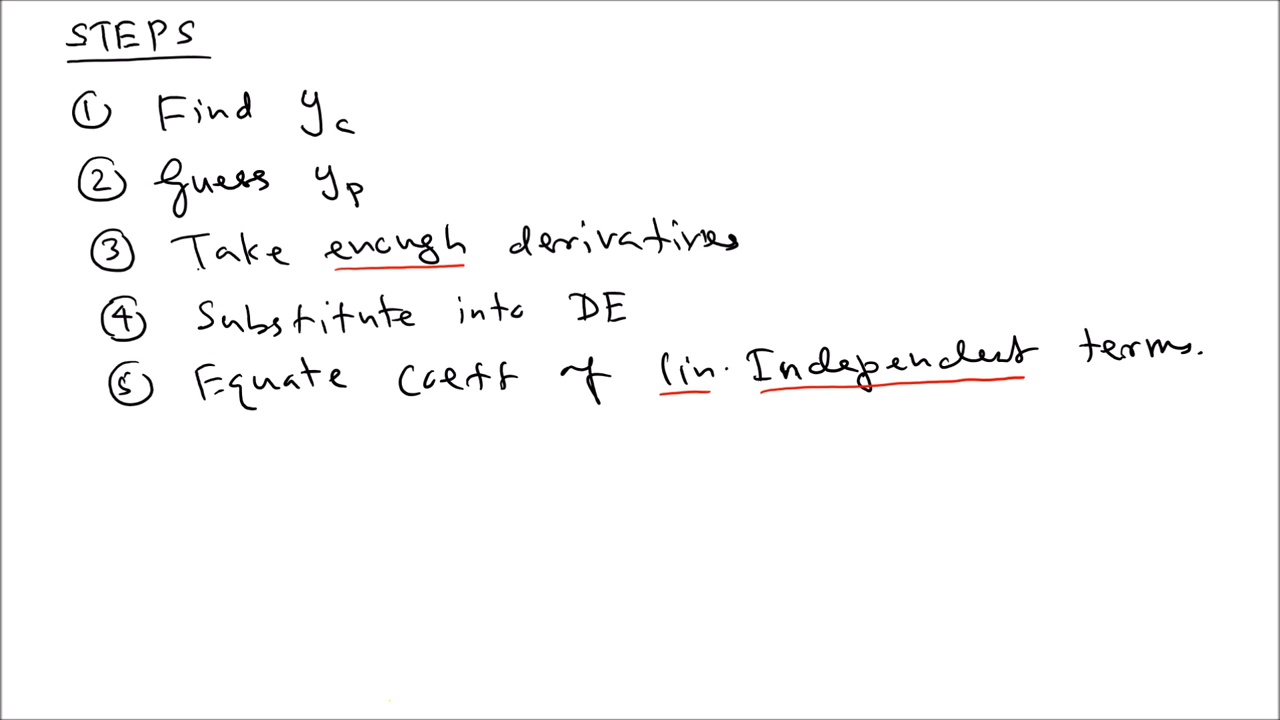 STEPS
① Find y_c
② Guess y_p
③ Take enough derivatives
④ Substitute into DE
⑤ Equate Coeff of lin. Independent terms.